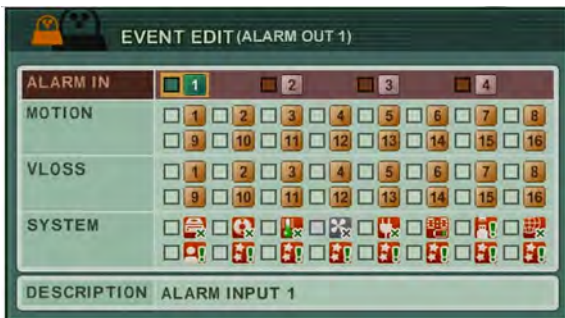 EVENT EDIT(ALARM OUT 1)
ALARM IN 1 2 3 4
MOTION 1 2 3 4 5 6 7 8
9 10 11 12 13 14 15 16
VLOSS 1 2 3 4 5 6 7 8
9 10 11 12 13 14 15 16
SYSTEM
DESCRIPTION ALARM INPUT 1